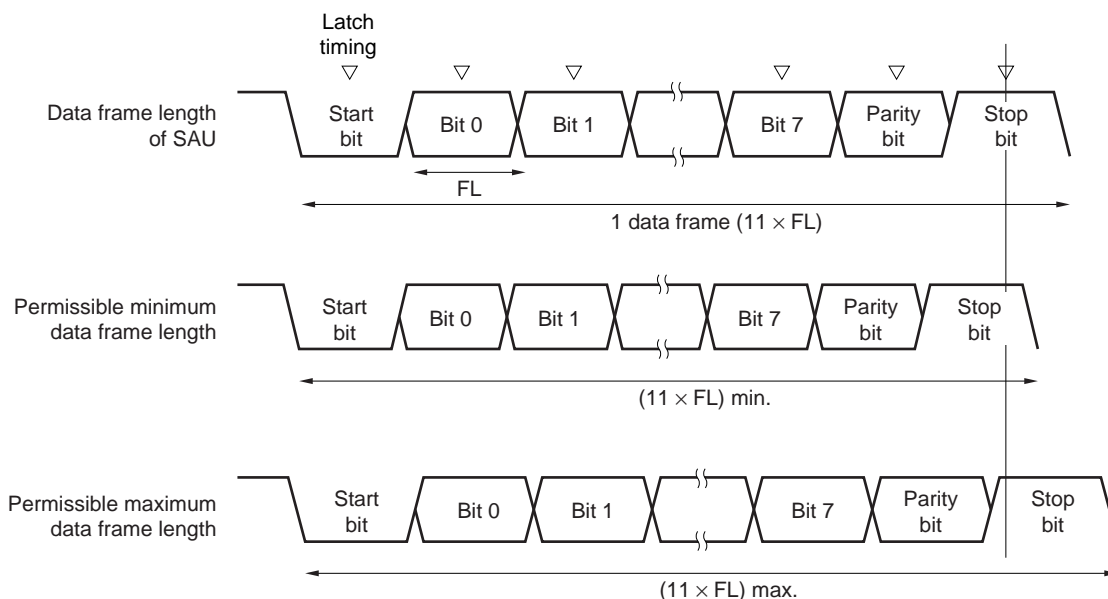 Latch
timing
Data frame length
of SAU
Start
bit
Bit 0
Bit 1
Bit 7
Parity
bit
Stop
bit
FL
1 data frame (11 × FL)
Permissible minimum
data frame length
Start
bit
Bit 0
Bit 1
Bit 7
Parity
bit
Stop
bit
(11 × FL) min.
Permissible maximum
data frame length
Start
bit
Bit 0
Bit 1
Bit 7
Parity
bit
Stop
bit
(11 × FL) max.